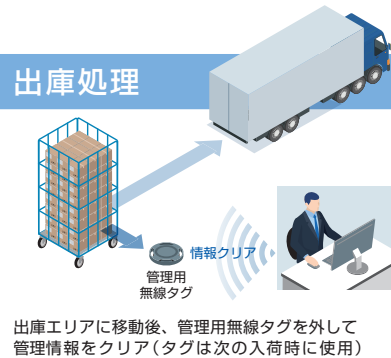 出庫処理
情報クリア
管理用
無線タグ
出庫エリアに移動後、管理用無線タグを外して
管理情報をクリア(タグは次の入荷時に使用)